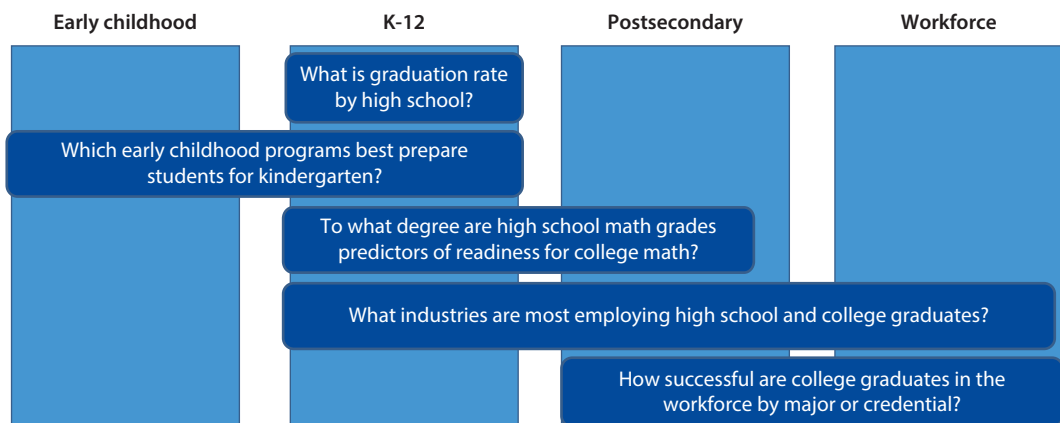 Early childhood
K-12
Postsecondary
Workforce
What is graduation rate
by high school?
Which early childhood programs best prepare
students for kindergarten?
To what degree are high school math grades
predictors of readiness for college math?
What industries are most employing high school and college graduates?
How successful are college graduates in the
workforce by major or credential?